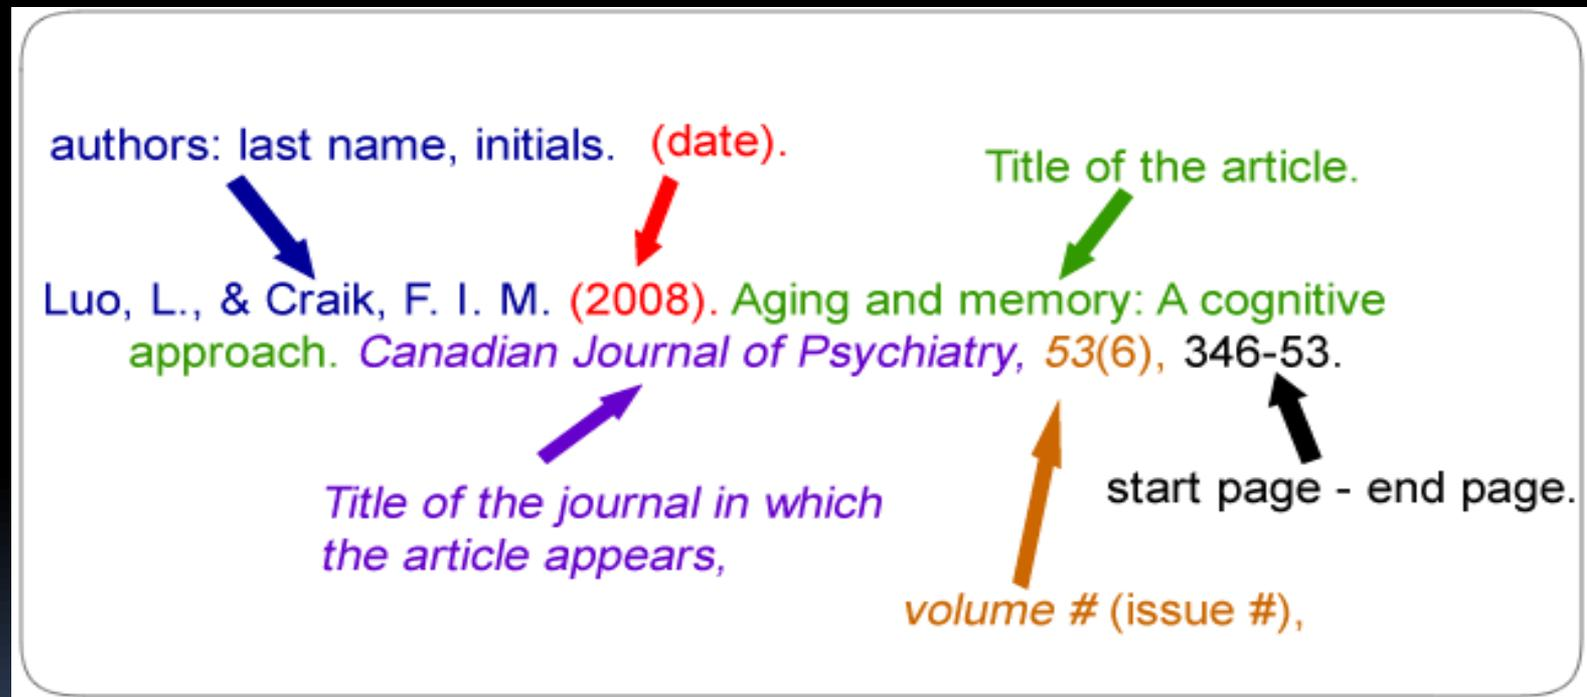 authors: last name, initials. (date).
Title of the article.
Luo, L., & Craik, F. I. M. (2008). Aging and memory: A cognitive
approach. Canadian Journal of Psychiatry, 53(6), 346-53.
start page - end page.
Title of the journal in which
the article appears,
volume # (issue #),